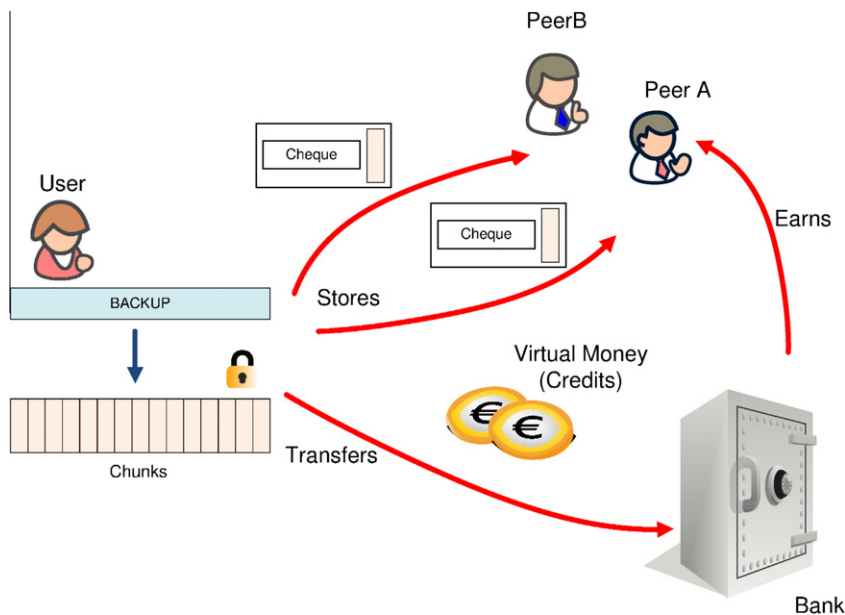 PeerB
Peer A
Cheque
User
Cheque
Earns
BACKUP
Stores
Virtual Money
(Credits)
€
€
Transfers
Chunks
Bank